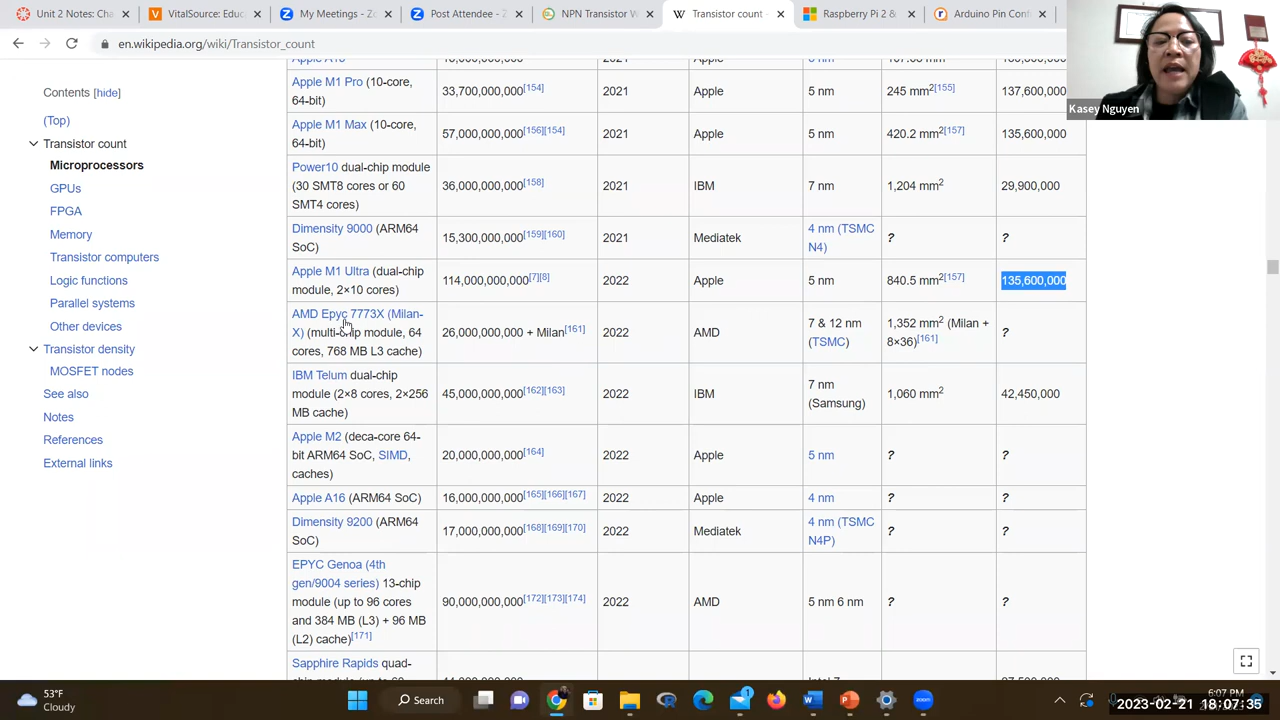 Unit 2 Notes: Cha
VitalSource: Educ
My Meetings - Zo
Post Attendee - Z
NPN Transistor W
Transistor count -
Raspberry
Arduino Pin Conf
en.wikipedia.org/wiki/Transistor_count
Kasey Nguyen
Contents [hide]
(Top)
Transistor count
Microprocessors
GPUs
FPGA
Memory
Transistor computers
Logic functions
Parallel systems
Other devices
Transistor density
MOSFET nodes
See also
Notes
References
External links
Apple M1 Pro (10-core, 64-bit) 33,700,000,000[154] 2021 Apple 5 nm 245 mm2[155] 137,600,000
Apple M1 Max (10-core, 64-bit) 57,000,000,000[156][154] 2021 Apple 5 nm 420.2 mm2[157] 135,600,000
Power10 dual-chip module (30 SMT8 cores or 60 SMT4 cores) 36,000,000,000[158] 2021 IBM 7 nm 1,204 mm2 29,900,000
Dimensity 9000 (ARM64 SoC) 15,300,000,000[159][160] 2021 Mediatek 4 nm (TSMC N4) ? ?
Apple M1 Ultra (dual-chip module, 2×10 cores) 114,000,000,000[7][8] 2022 Apple 5 nm 840.5 mm2[157] 135,600,000
AMD Epyc 7773X (Milan-X) (multi-chip module, 64 cores, 768 MB L3 cache) 26,000,000,000 + Milan[161] 2022 AMD 7 & 12 nm (TSMC) 1,352 mm2 (Milan + 8×36)[161] ?
IBM Telum dual-chip module (2×8 cores, 2×256 MB cache) 45,000,000,000[162][163] 2022 IBM 7 nm (Samsung) 1,060 mm2 42,450,000
Apple M2 (deca-core 64-bit ARM64 SoC, SIMD, caches) 20,000,000,000[164] 2022 Apple 5 nm ? ?
Apple A16 (ARM64 SoC) 16,000,000,000[165][166][167] 2022 Apple 4 nm ? ?
Dimensity 9200 (ARM64 SoC) 17,000,000,000[168][169][170] 2022 Mediatek 4 nm (TSMC N4P) ? ?
EPYC Genoa (4th gen/9004 series) 13-chip module (up to 96 cores and 384 MB (L3) + 96 MB (L2) cache)[171] 90,000,000,000[172][173][174] 2022 AMD 5 nm 6 nm ? ?
Sapphire Rapids quad-
53°F
Cloudy
Search
6:07 PM
2023-02-21 18:07:35